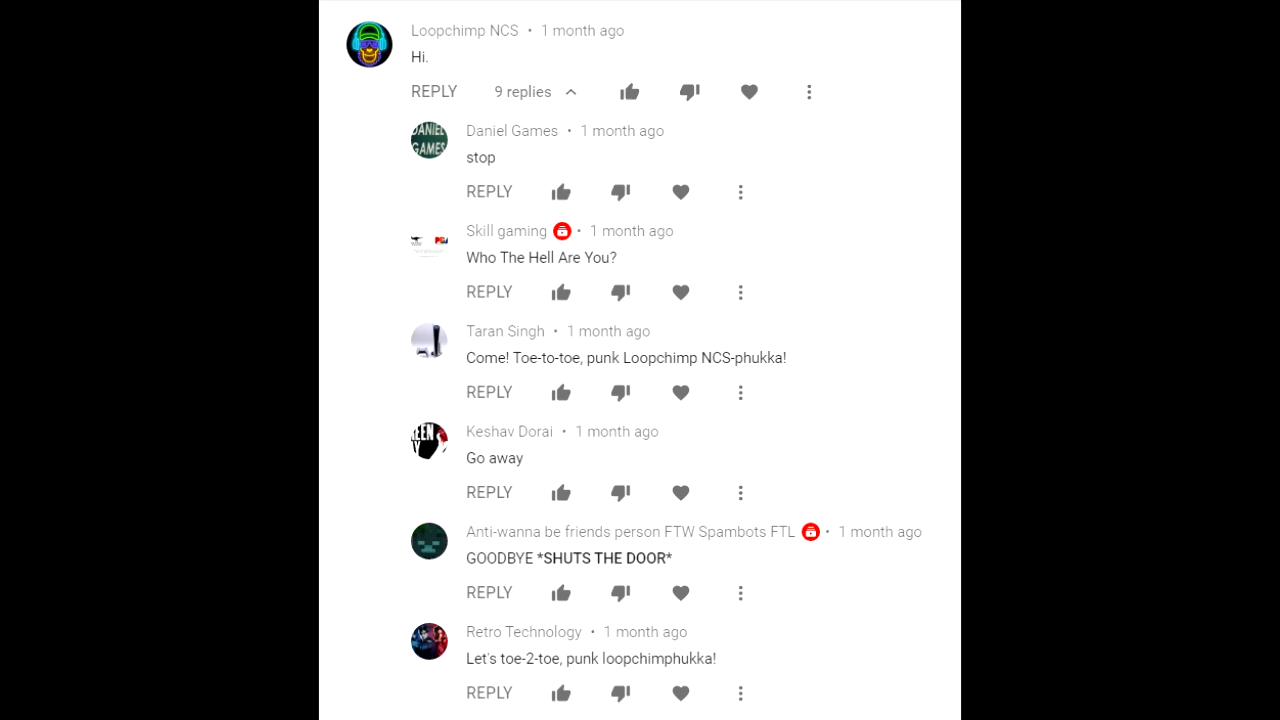 Loopchimp NCS • 1 month ago
Hi.
REPLY 9 replies
DANIEL GAMES
Daniel Games • 1 month ago
stop
REPLY
Skill gaming • 1 month ago
Who The Hell Are You?
REPLY
Taran Singh • 1 month ago
Come! Toe-to-toe, punk Loopchimp NCS-phukka!
REPLY
Keshav Dorai • 1 month ago
Go away
REPLY
Anti-wanna be friends person FTW Spambots FTL • 1 month ago
GOODBYE *SHUTS THE DOOR*
REPLY
Retro Technology • 1 month ago
Let's toe-2-toe, punk loopchimphukka!
REPLY